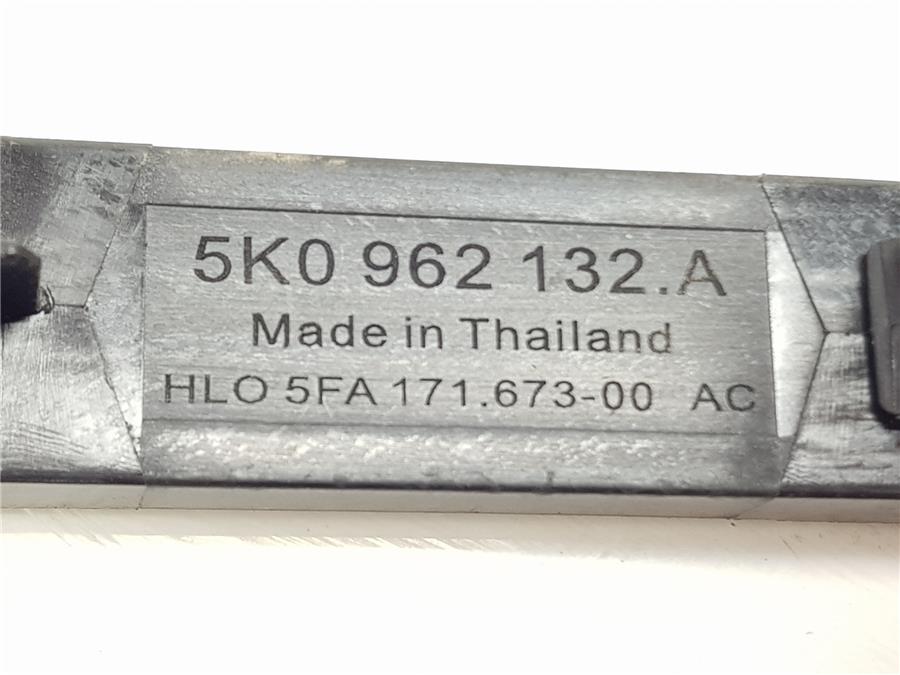 5K0 962 132.A
Made in Thailand
HLO 5FA 171.673-00 AC